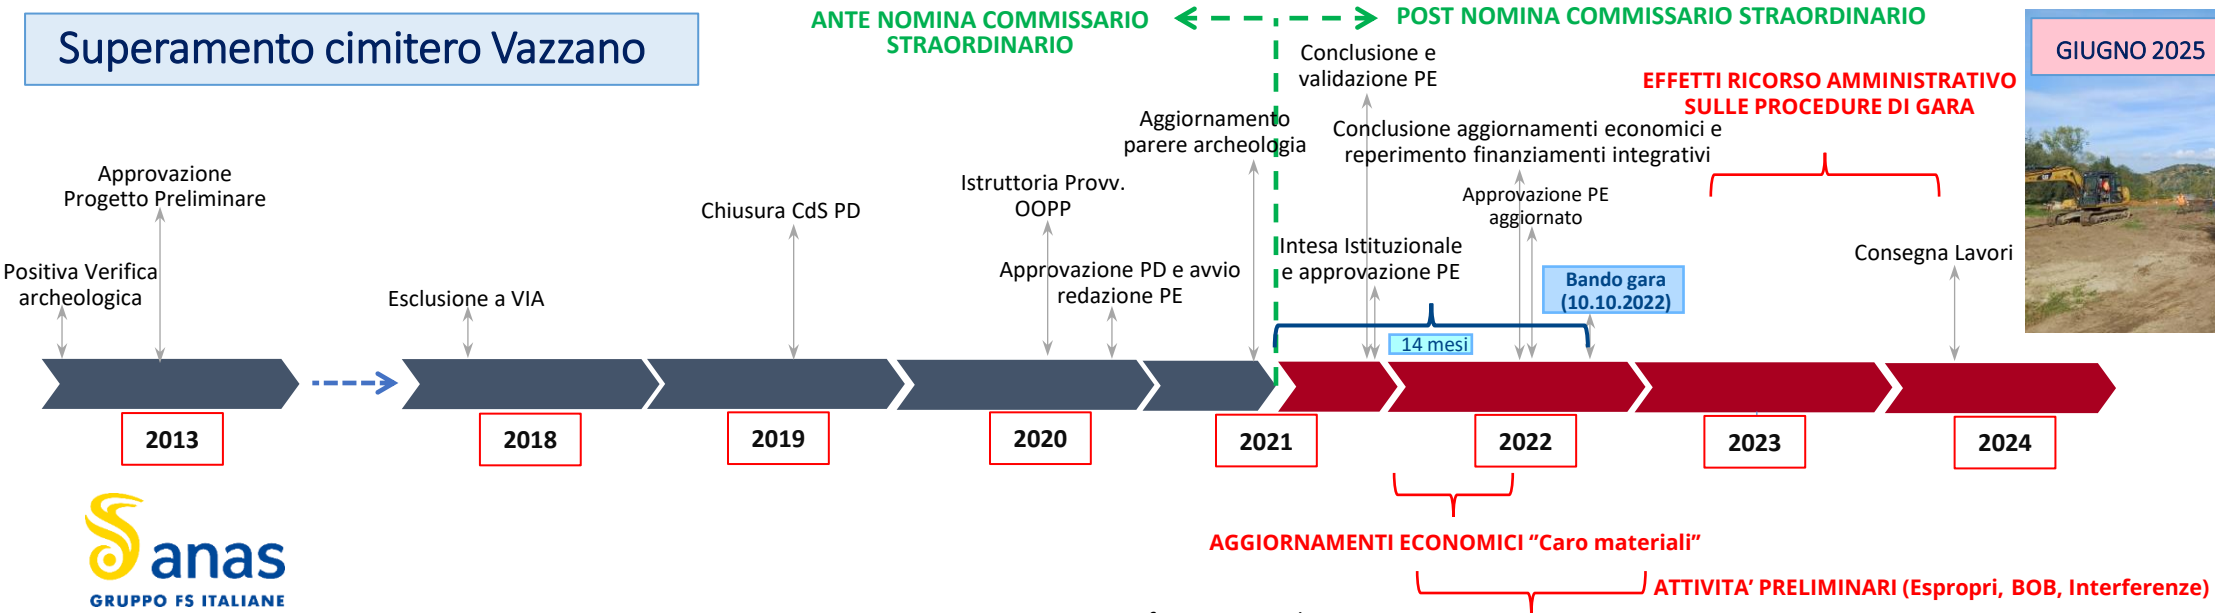 ANTE NOMINA COMMISSARIO
STRAORDINARIO
POST NOMINA COMMISSARIO STRAORDINARIO
Superamento cimitero Vazzano
GIUGNO 2025
Conclusione e
validazione PE
EFFETTI RICORSO AMMINISTRATIVO
SULLE PROCEDURE DI GARA
Aggiornamento
parere archeologia
Conclusione aggiornamenti economici e
reperimento finanziamenti integrativi
Approvazione
Progetto Preliminare
Istruttoria Provv.
OOPP
Approvazione PE
aggiornato
Chiusura CdS PD
Intesa Istituzionale
e approvazione PE
Consegna Lavori
Positiva Verifica
archeologica
Approvazione PD e avvio
redazione PE
Bando gara
(10.10.2022)
Esclusione a VIA
14 mesi
2013
2018
2019
2020
2021
2022
2023
2024
AGGIORNAMENTI ECONOMICI “Caro materiali”
ATTIVITA’ PRELIMINARI (Espropri, BOB, Interferenze)
anas
GRUPPO FS ITALIANE